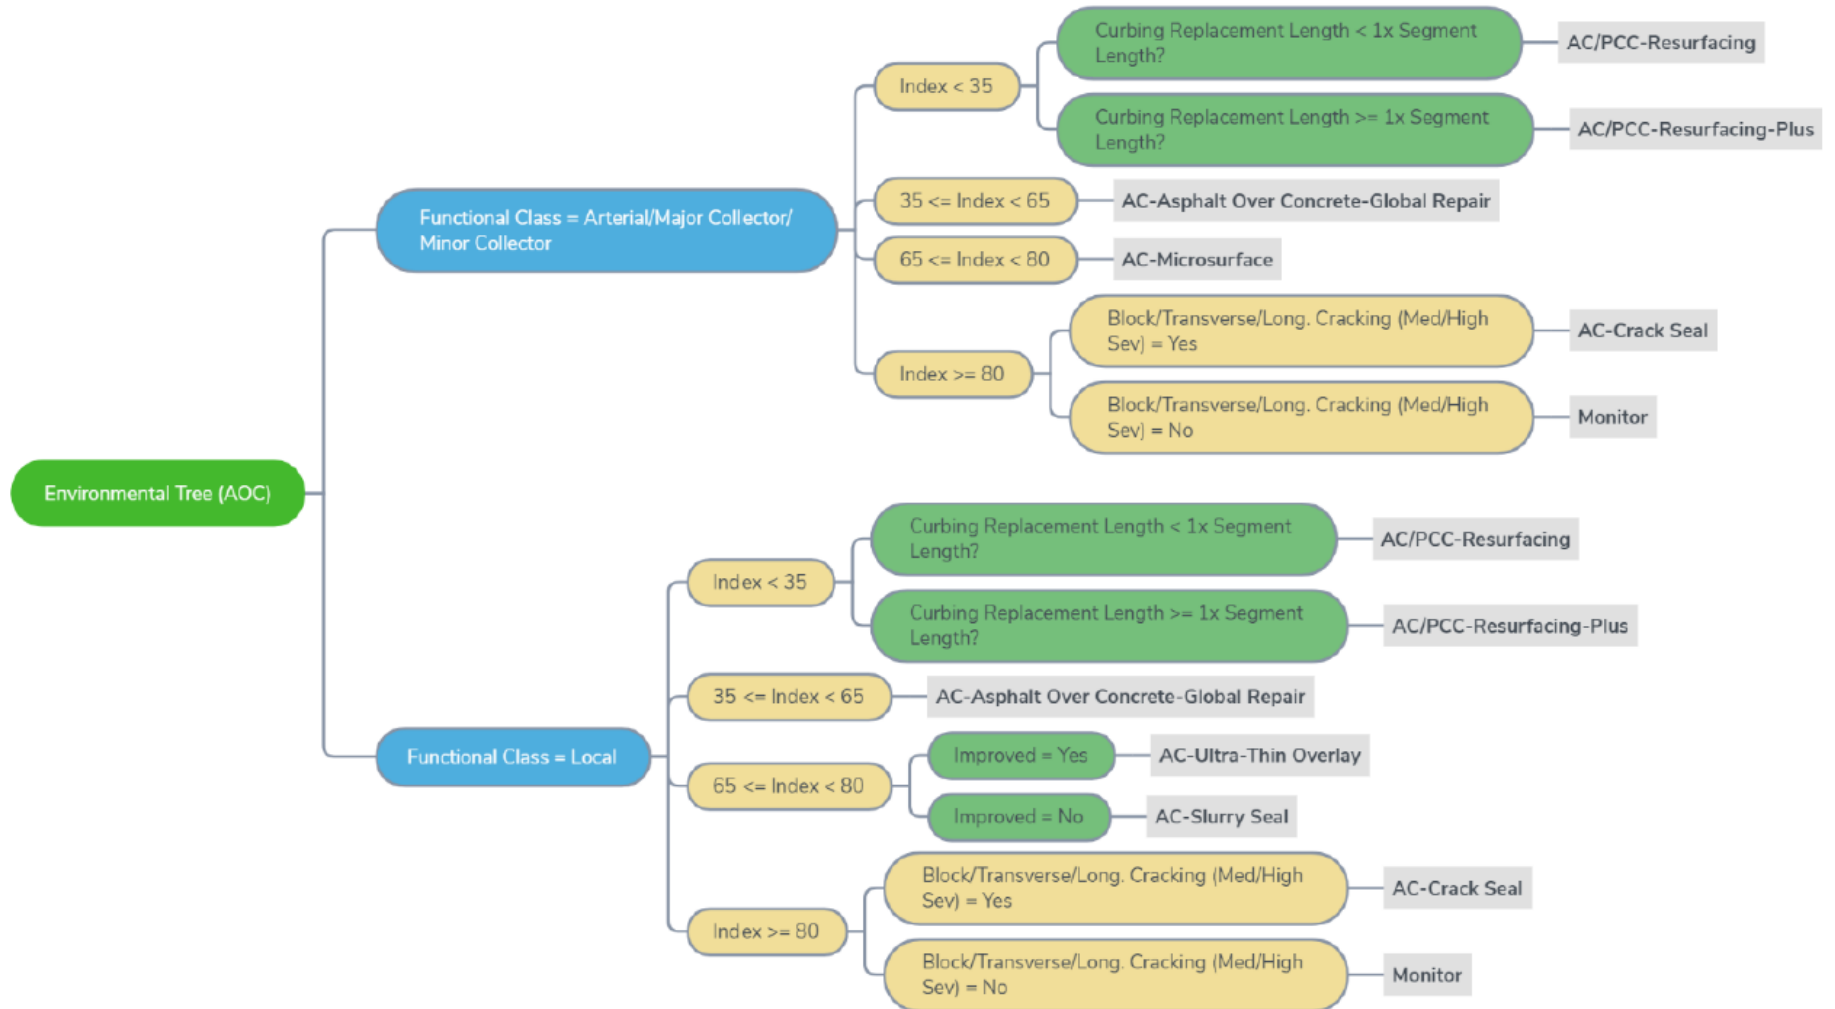 Environmental Tree (AOC)
Functional Class = Arterial/Major Collector/
Minor Collector
Index < 35
Curbing Replacement Length < 1x Segment
Length?
AC/PCC-Resurfacing
Curbing Replacement Length >= 1x Segment
Length?
AC/PCC-Resurfacing-Plus
35 <= Index < 65
AC-Asphalt Over Concrete-Global Repair
65 <= Index < 80
AC-Microsurface
Index >= 80
Block/Transverse/Long. Cracking (Med/High
Sev) = Yes
AC-Crack Seal
Block/Transverse/Long. Cracking (Med/High
Sev) = No
Monitor
Functional Class = Local
Index < 35
Curbing Replacement Length < 1x Segment
Length?
AC/PCC-Resurfacing
Curbing Replacement Length >= 1x Segment
Length?
AC/PCC-Resurfacing-Plus
35 <= Index < 65
AC-Asphalt Over Concrete-Global Repair
65 <= Index < 80
Improved = Yes
AC-Ultra-Thin Overlay
Improved = No
AC-Slurry Seal
Index >= 80
Block/Transverse/Long. Cracking (Med/High
Sev) = Yes
AC-Crack Seal
Block/Transverse/Long. Cracking (Med/High
Sev) = No
Monitor